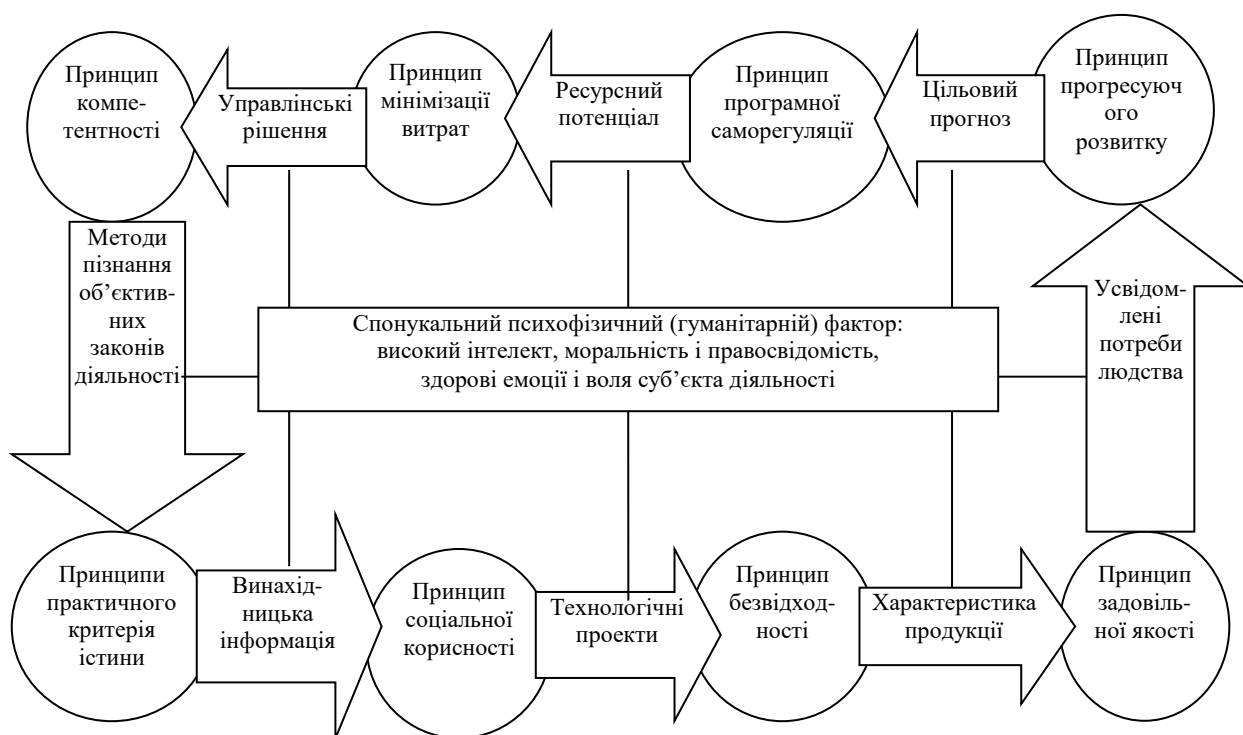 Принцип
компе-
тентності
Управлінські
рішення
Принцип
мінімізації
витрат
Ресурсний
потенціал
Принцип
програмної
саморегуляції
Цільовий
прогноз
Принцип
прогресуюч
ого
розвитку
Методи
пізнання
об’єктив-
них
законів
діяльності
Спонукальний психофізичний (гуманітарній) фактор:
високий інтелект, моральність і правосвідомість,
здорові емоції і воля суб’єкта діяльності
Усвідом-
лені
потреби
людства
Принципи
практичного
критерія
істини
Винахід-
ницька
інформація
Принцип
соціальної
корисності
Технологічні
проекти
Принцип
безвідход-
ності
Характеристика
продукції
Принцип
задовіль-
ної якості